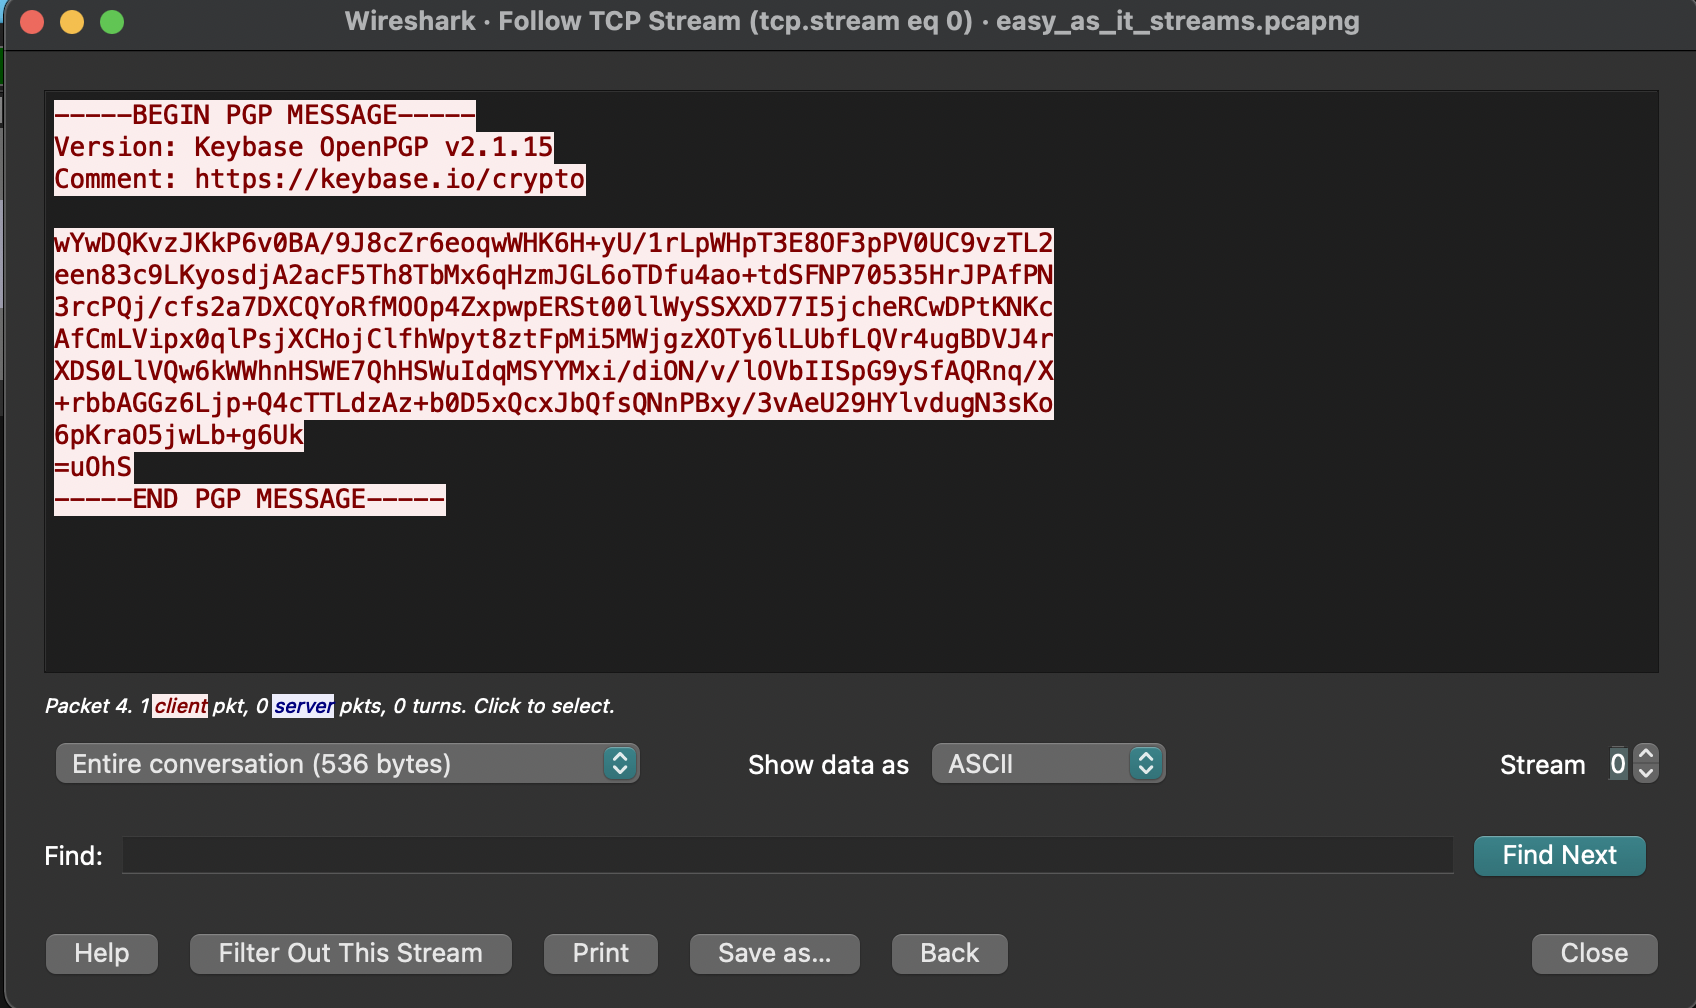 Wireshark · Follow TCP Stream (tcp.stream eq 0) · easy_as_it_streams.pcapng
-----BEGIN PGP MESSAGE-----
Version: Keybase OpenPGP v2.1.15
Comment: https://keybase.io/crypto
wYwDQKvzJKkP6v0BA/9J8cZr6eoqwWHK6H+yU/1rLpWHpT3E8OF3pPV0UC9vzTL2
een83c9LKyosdjA2acF5Th8TbMx6qHzmJGL6oTDfu4ao+tdSFNP70535HrJPAfPN
3rcPQj/cfs2a7DXCQYoRfMOOp4ZxpwpERSt00llWySSXXD77I5jcheRCwDPtKNKc
AfCmLVipx0qlPsjXCHojClfhWpyt8ztFpMi5MWjgzXOTy6lLUbfLQVr4ugBDVJ4r
XDS0LlVQw6kWWhnHSWE7QhHSWuIdqMSYYMxi/diON/v/lOVbIISpG9ySfAQRnq/X
+rbbAGGz6Ljp+Q4cTTLdzAz+b0D5xQcxJbQfsQNnPBxy/3vAeU29HYlvdugN3sKo
6pKraO5jwLb+g6Uk
=uOhS
-----END PGP MESSAGE-----
Packet 4. 1 client pkt, 0 server pkts, 0 turns. Click to select.
Entire conversation (536 bytes) Show data as ASCII Stream 0
Find: Find Next
Help Filter Out This Stream Print Save as... Back Close